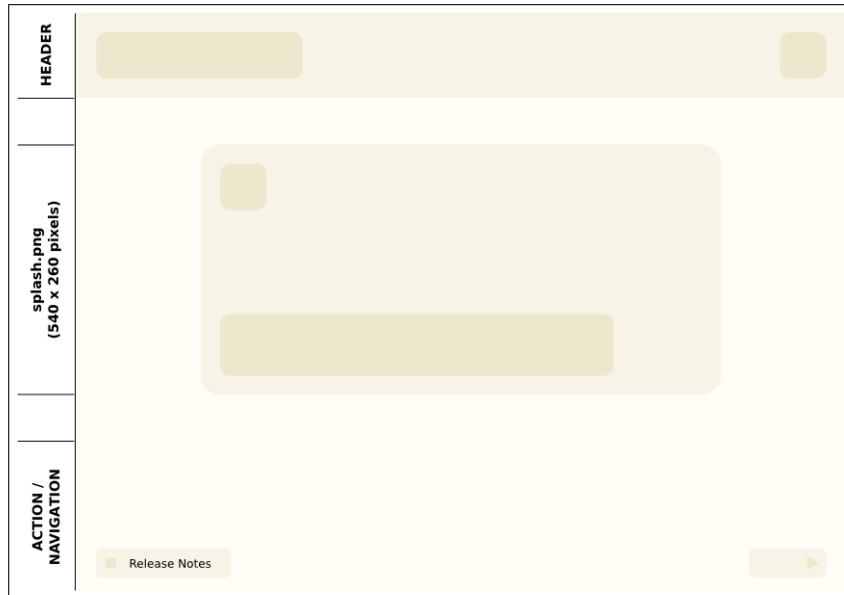 HEADER
splash.png
(540 x 260 pixels)
ACTION /
NAVIGATION
Release Notes